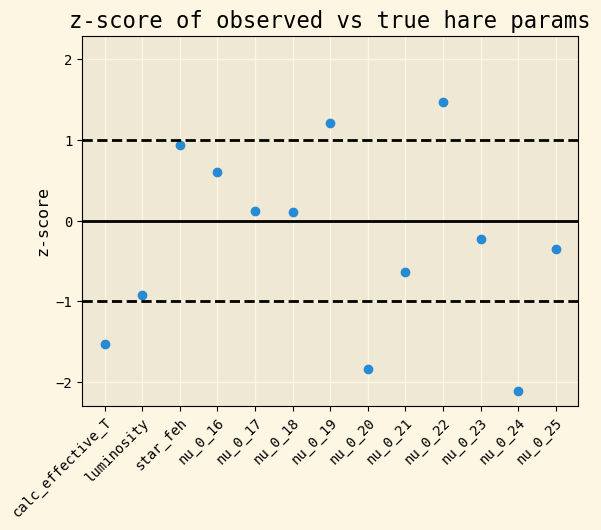 z-score of observed vs true hare params
z-score
2
1
0
−1
−2
calc_effective_T
luminosity
star_feh
nu_0_16
nu_0_17
nu_0_18
nu_0_19
nu_0_20
nu_0_21
nu_0_22
nu_0_23
nu_0_24
nu_0_25